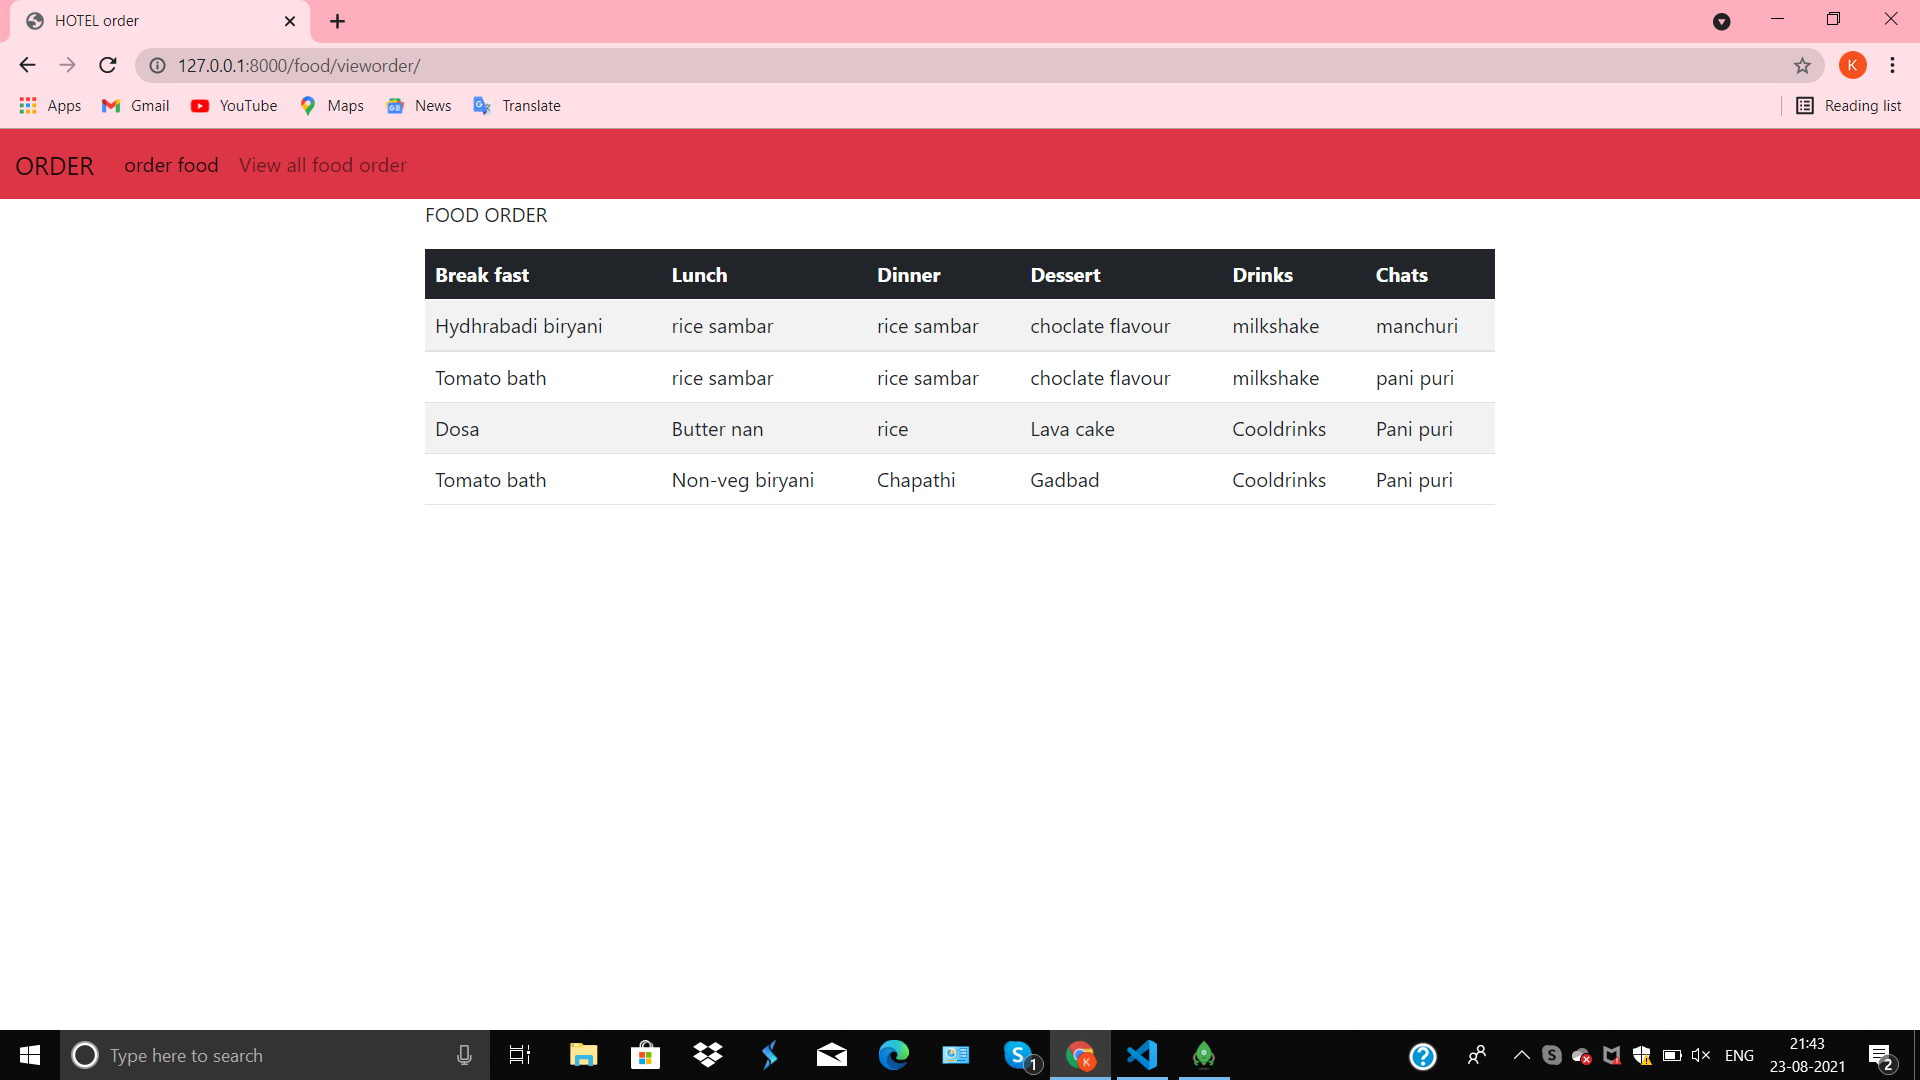 HOTEL order
127.0.0.1:8000/food/vieworder/
K
Apps Gmail YouTube Maps News Translate Reading list
ORDER order food View all food order
FOOD ORDER
Break fast Lunch Dinner Dessert Drinks Chats
Hydhrabadi biryani rice sambar rice sambar choclate flavour milkshake manchuri
Tomato bath rice sambar rice sambar choclate flavour milkshake pani puri
Dosa Butter nan rice Lava cake Cooldrinks Pani puri
Tomato bath Non-veg biryani Chapathi Gadbad Cooldrinks Pani puri
Type here to search
1
ENG
21:43
23-08-2021
2